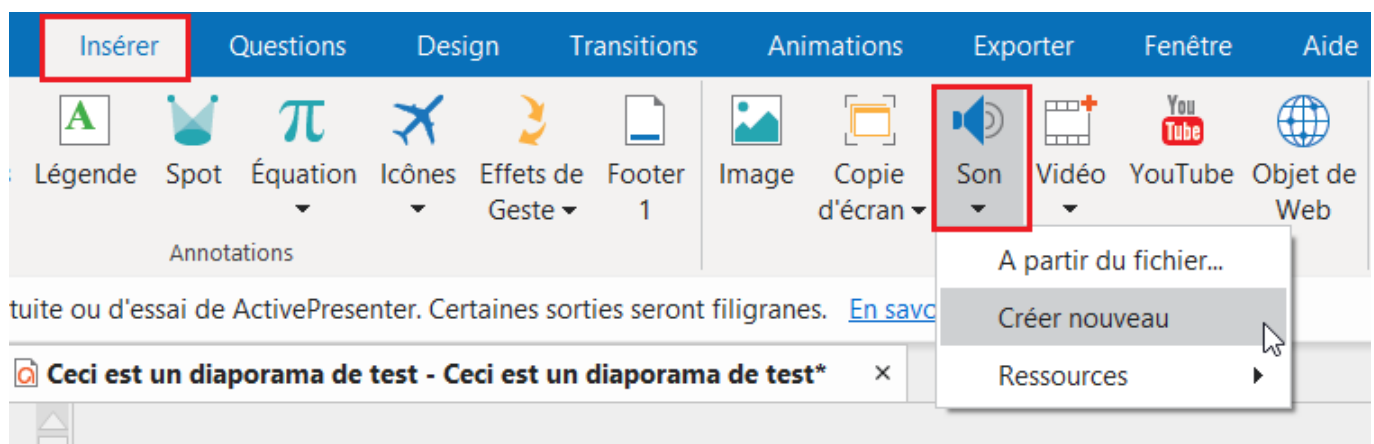 Insérer Questions Design Transitions Animations Exporter Fenêtre Aide
A You
π Tube
Légende Spot Équation Icônes Effets de Footer Image Copie Son Vidéo YouTube Objet de
Geste 1 d'écran Web
Annotations
A partir du fichier...
tuite ou d'essai de ActivePresenter. Certaines sorties seront filigranes. En savo
Créer nouveau
Ceci est un diaporama de test - Ceci est un diaporama de test* ×
Ressources